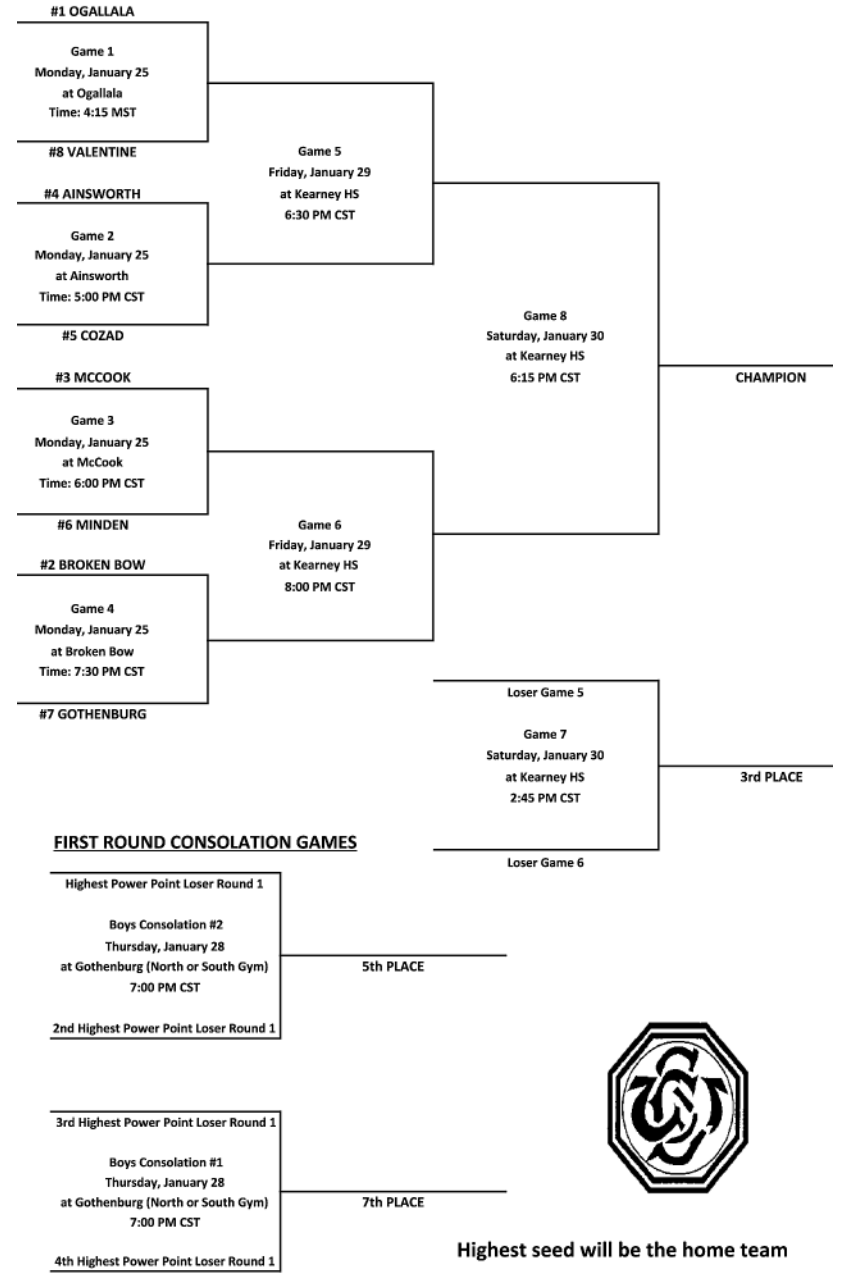 #1 OGALLALA
Game 1
Monday, January 25
at Ogallala
Time: 4:15 MST
#8 VALENTINE
#4 AINSWORTH
Game 2
Monday, January 25
at Ainsworth
Time: 5:00 PM CST
#5 COZAD
#3 MCCOOK
Game 3
Monday, January 25
at McCook
Time: 6:00 PM CST
#6 MINDEN
#2 BROKEN BOW
Game 4
Monday, January 25
at Broken Bow
Time: 7:30 PM CST
#7 GOTHENBURG
Game 5
Friday, January 29
at Kearney HS
6:30 PM CST
Game 6
Friday, January 29
at Kearney HS
8:00 PM CST
Game 8
Saturday, January 30
at Kearney HS
6:15 PM CST
CHAMPION
Loser Game 5
Game 7
Saturday, January 30
at Kearney HS
2:45 PM CST
Loser Game 6
3rd PLACE
FIRST ROUND CONSOLATION GAMES
Highest Power Point Loser Round 1
Boys Consolation #2
Thursday, January 28
at Gothenburg (North or South Gym)
7:00 PM CST
2nd Highest Power Point Loser Round 1
5th PLACE
3rd Highest Power Point Loser Round 1
Boys Consolation #1
Thursday, January 28
at Gothenburg (North or South Gym)
7:00 PM CST
4th Highest Power Point Loser Round 1
7th PLACE
Highest seed will be the home team